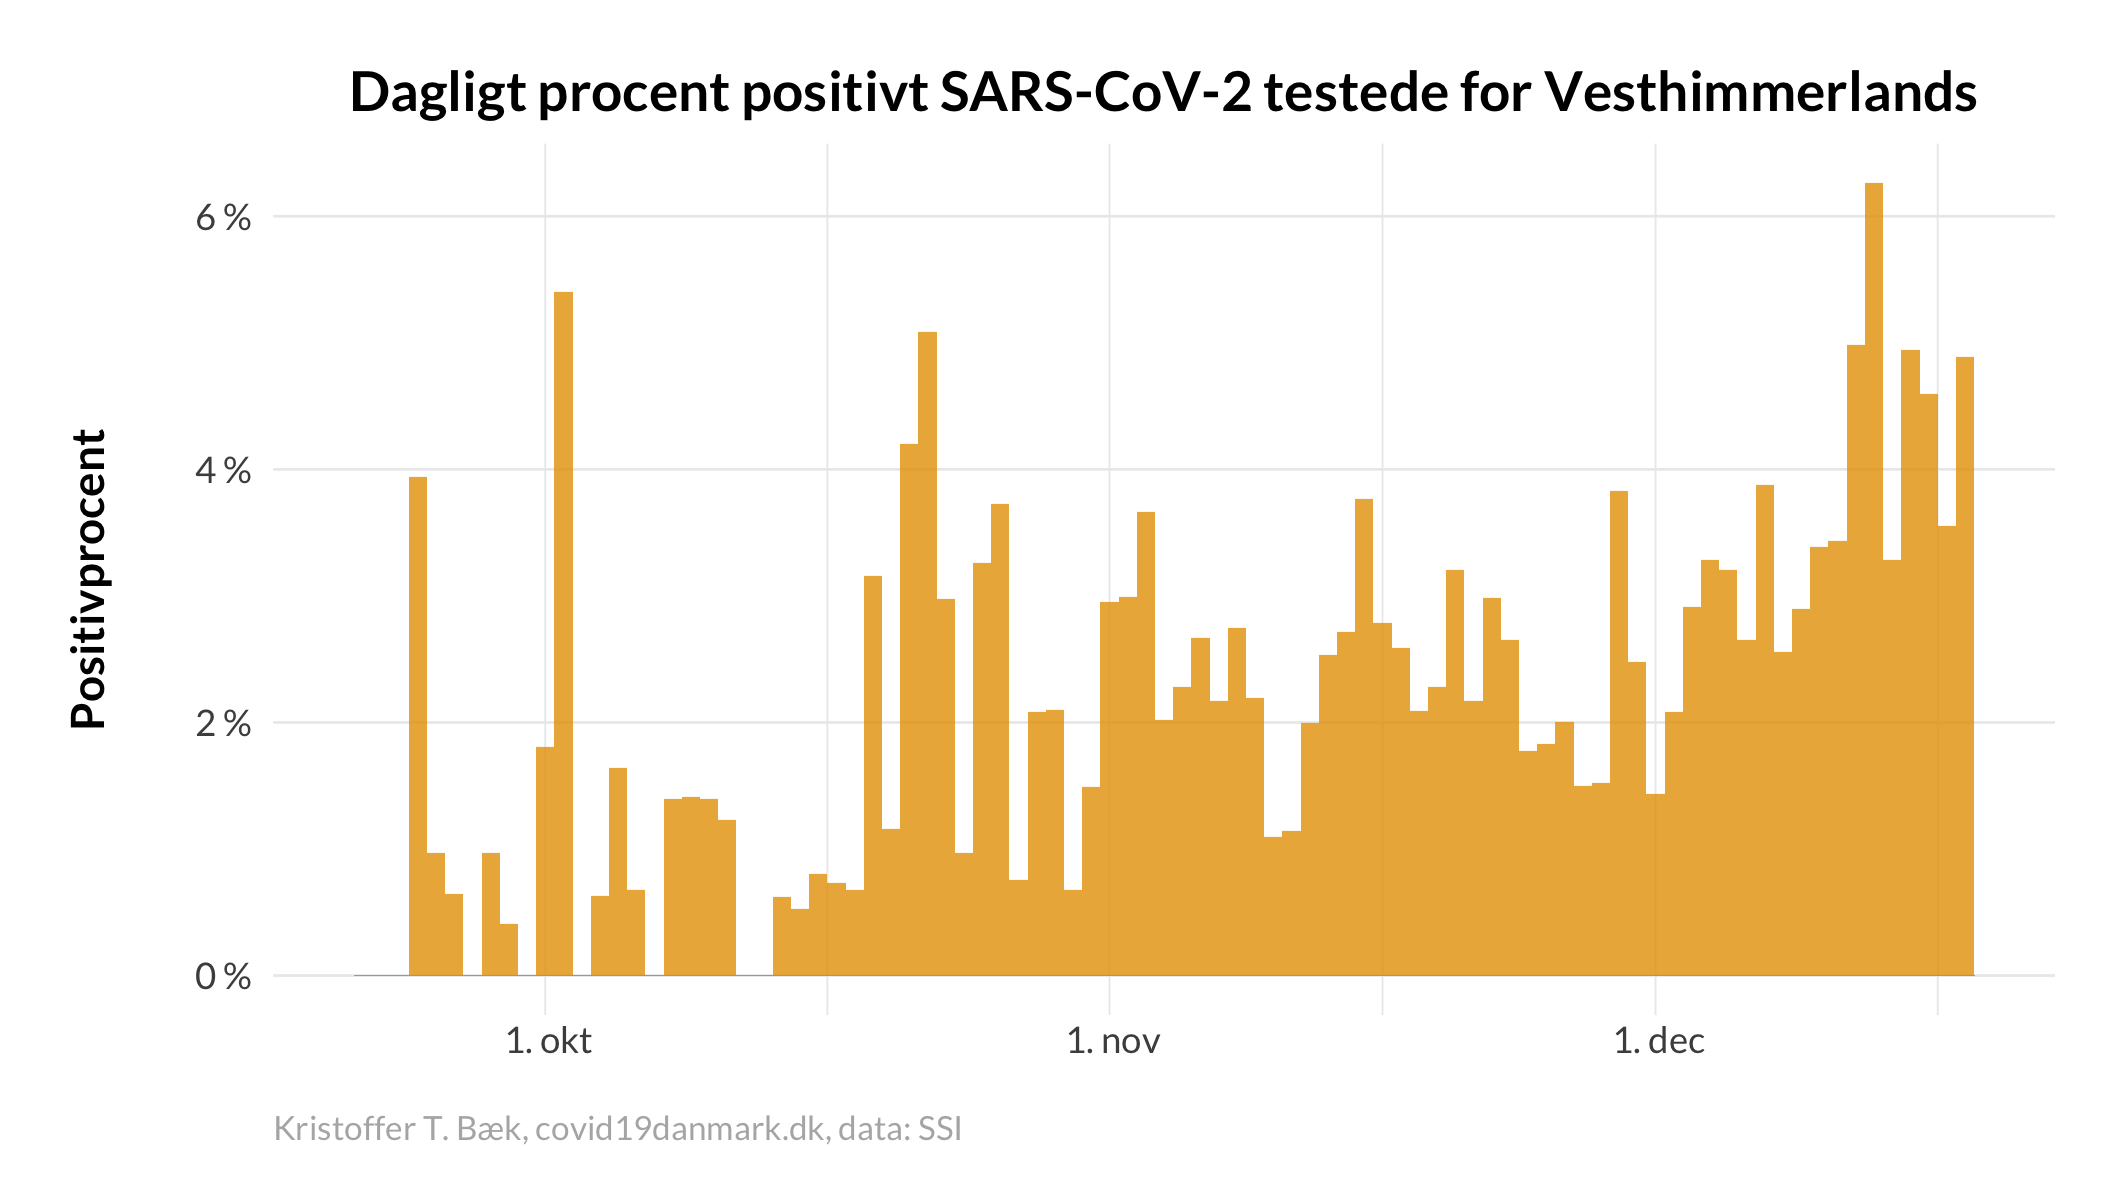 Dagligt procent positivt SARS-CoV-2 testede for Vesthimmerlands
Positivprocent
6 %
4 %
2 %
0 %
1. okt
1. nov
1. dec
Kristoffer T. Bæk, covid19danmark.dk, data: SSI